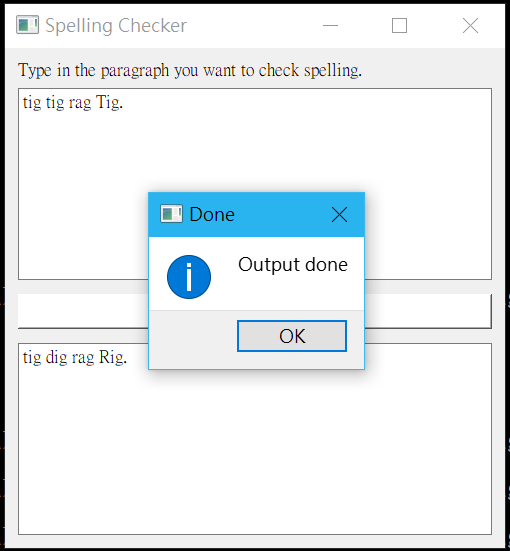 Spelling Checker
Type in the paragraph you want to check spelling.
tig tig rag Tig.
Done
Output done
OK
tig dig rag Rig.